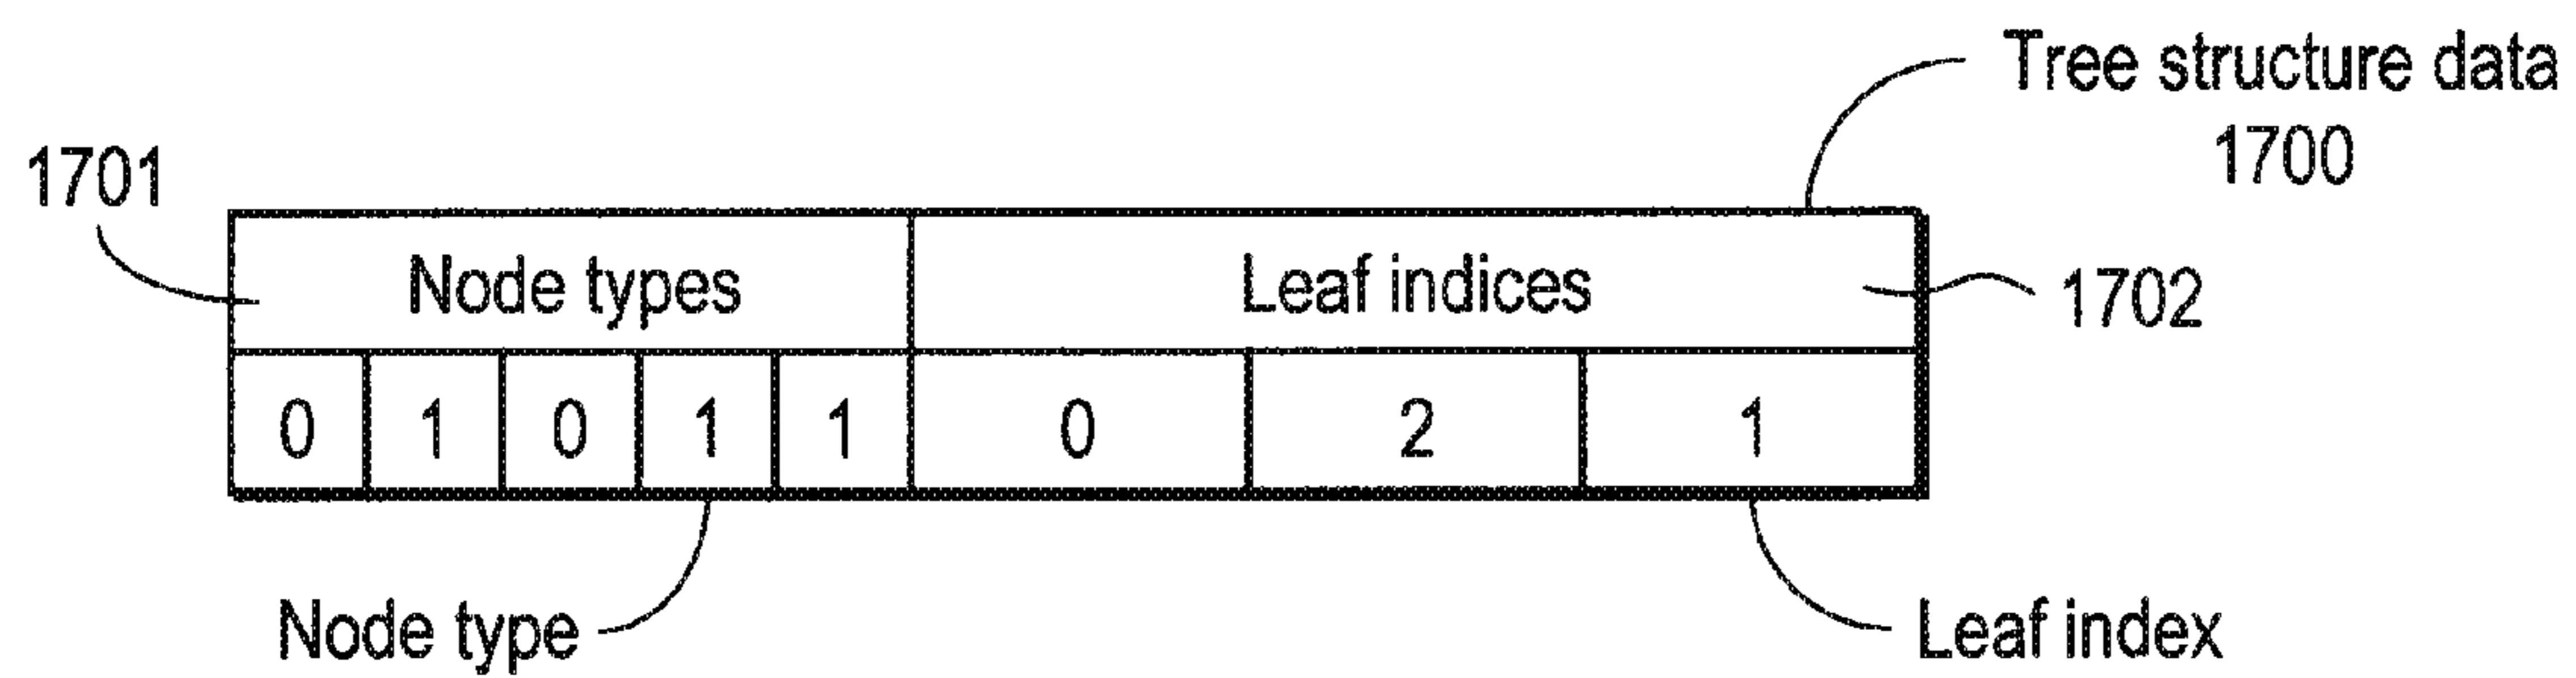 Tree structure data
1700
1701
Node types Leaf indices
1702
0 1 0 1 1 0 2 1
Node type
Leaf index